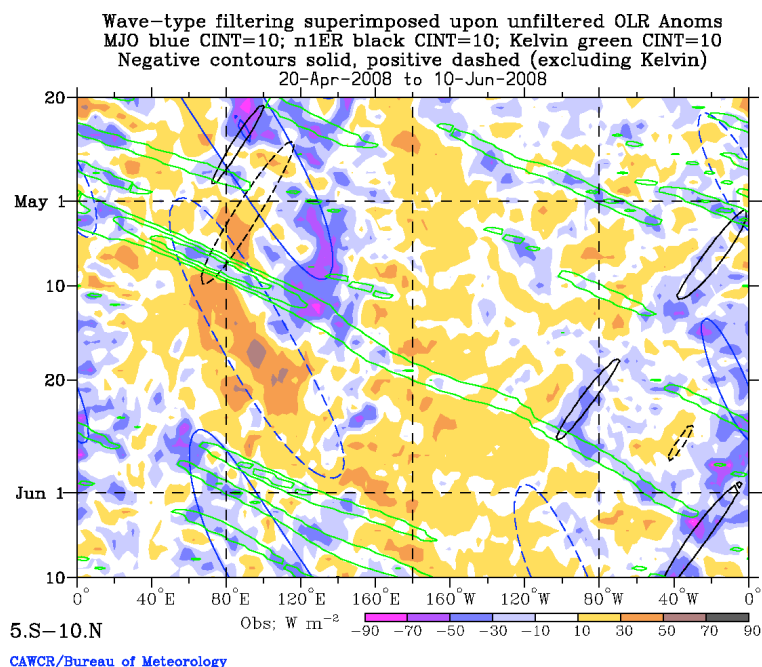 Wave-type filtering superimposed upon unfiltered OLR Anoms
MJO blue CINT=10; n1ER black CINT=10; Kelvin green CINT=10
Negative contours solid, positive dashed (excluding Kelvin)
20-Apr-2008 to 10-Jun-2008
20
May 1
10
20
Jun 1
10
0° 40°E 80°E 120°E 160°E 160°W 120°W 80°W 40°W 0°
5.S-10.N
Obs; W m⁻²
-90 -70 -50 -30 -10 10 30 50 70 90
CAWCR/Bureau of Meteorology